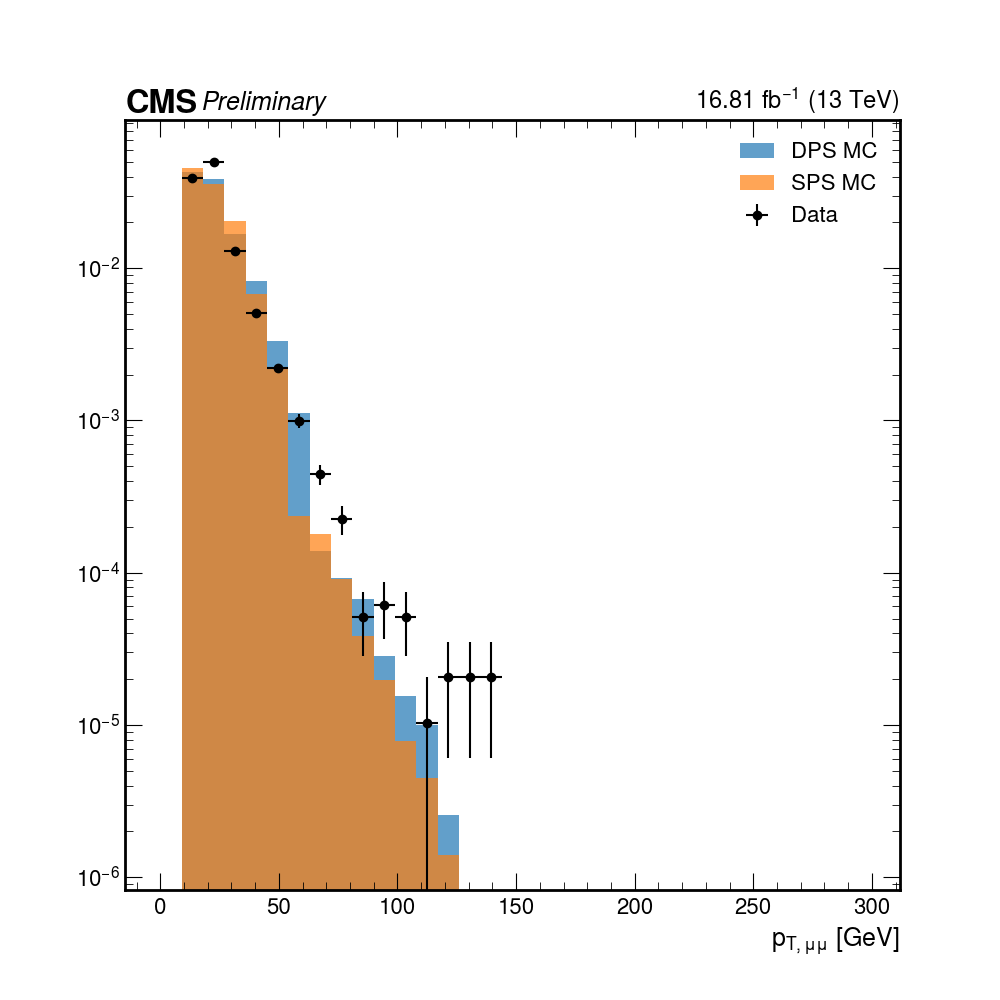 CMS Preliminary 16.81 fb⁻¹ (13 TeV)
DPS MC
SPS MC
Data
10⁻²
10⁻³
10⁻⁴
10⁻⁵
10⁻⁶
0 50 100 150 200 250 300
p_{T, μμ} [GeV]